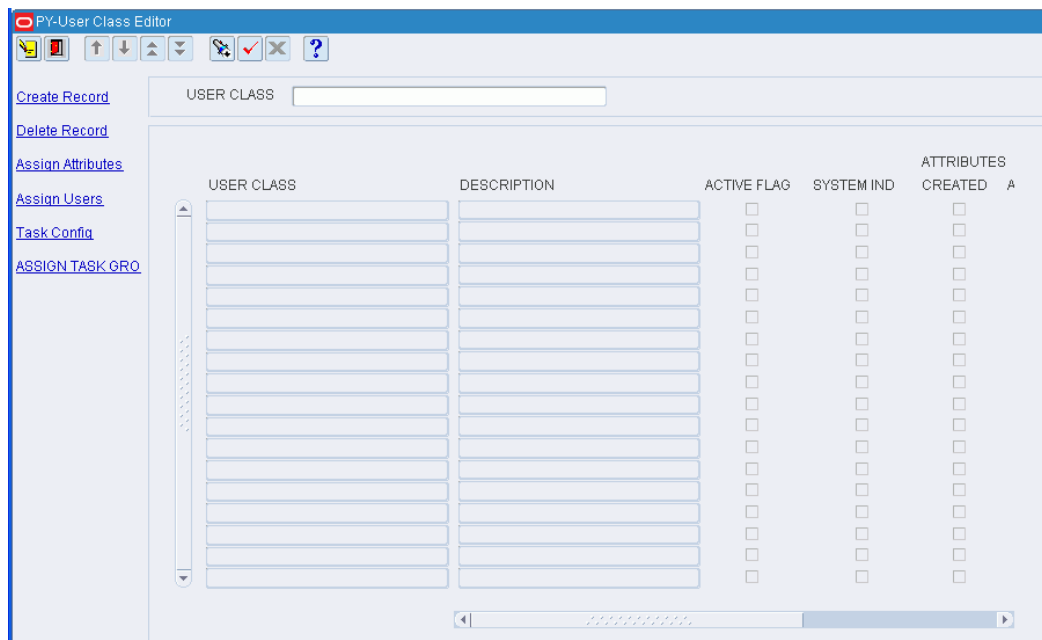 PY-User Class Editor
?
Create Record
Delete Record
Assign Attributes
Assign Users
Task Config
ASSIGN TASK GRO
USER CLASS
ATTRIBUTES
USER CLASS DESCRIPTION ACTIVE FLAG SYSTEM IND CREATED A